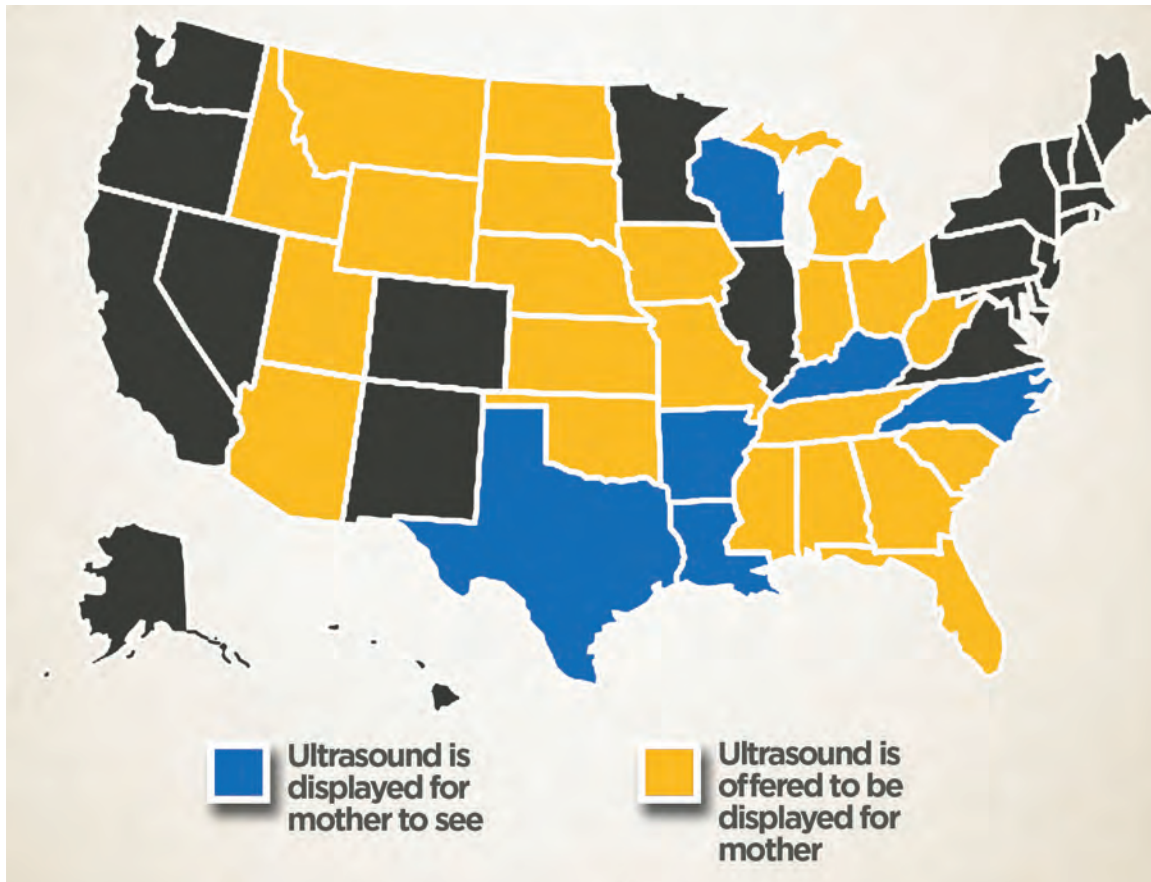 Ultrasound is
displayed for
mother to see
Ultrasound is
offered to be
displayed for
mother